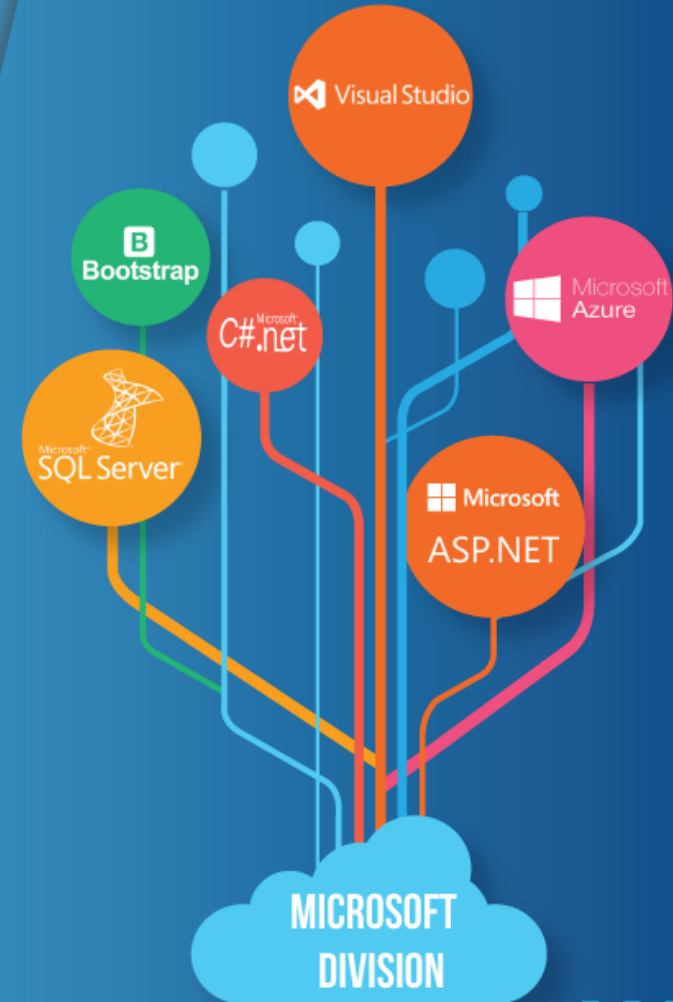 Visual Studio
B
Bootstrap
Microsoft
C#.net
Microsoft
Azure
Microsoft
SQL Server
Microsoft
ASP.NET
MICROSOFT
DIVISION